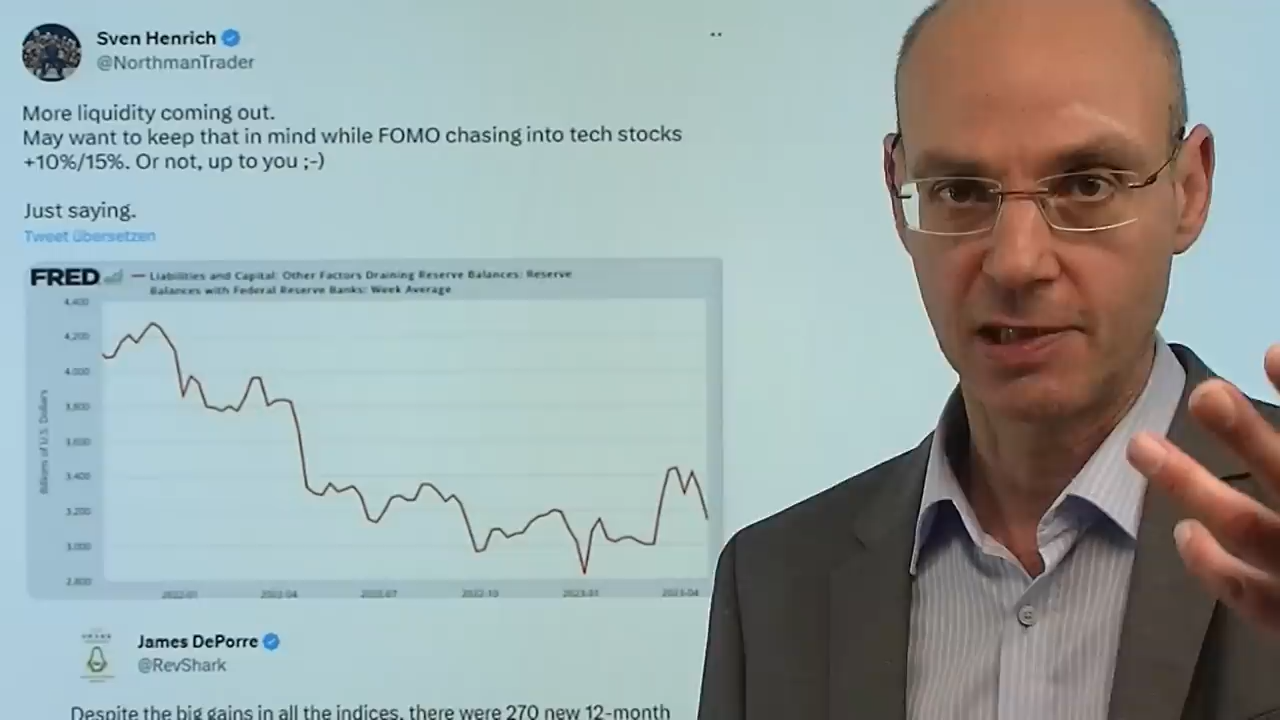 Sven Henrich
@NorthmanTrader
More liquidity coming out.
May want to keep that in mind while FOMO chasing into tech stocks
+10%/15%. Or not, up to you ;-)
Just saying.
Tweet übersetzen
FRED — Liabilities and Capital: Other Factors Draining Reserve Balances: Reserve
Balances with Federal Reserve Banks: Week Average
4,400
4,200
4,000
3,800
3,600
3,400
3,200
3,000
2,800
Billions of U.S. Dollars
2022-01 2022-04 2022-07 2022-10 2023-01 2023-04
James DePorre
@RevShark
Despite the big gains in all the indices, there were 270 new 12-month